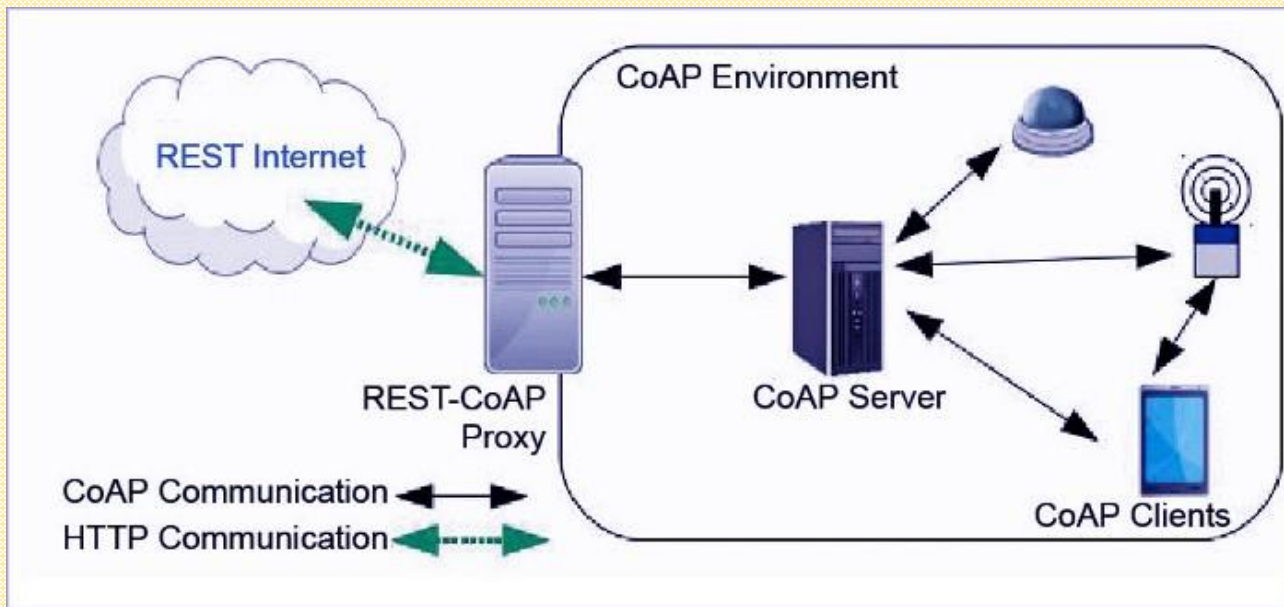 CoAP Environment
REST Internet
REST-CoAP
Proxy
CoAP Server
CoAP Clients
CoAP Communication
HTTP Communication